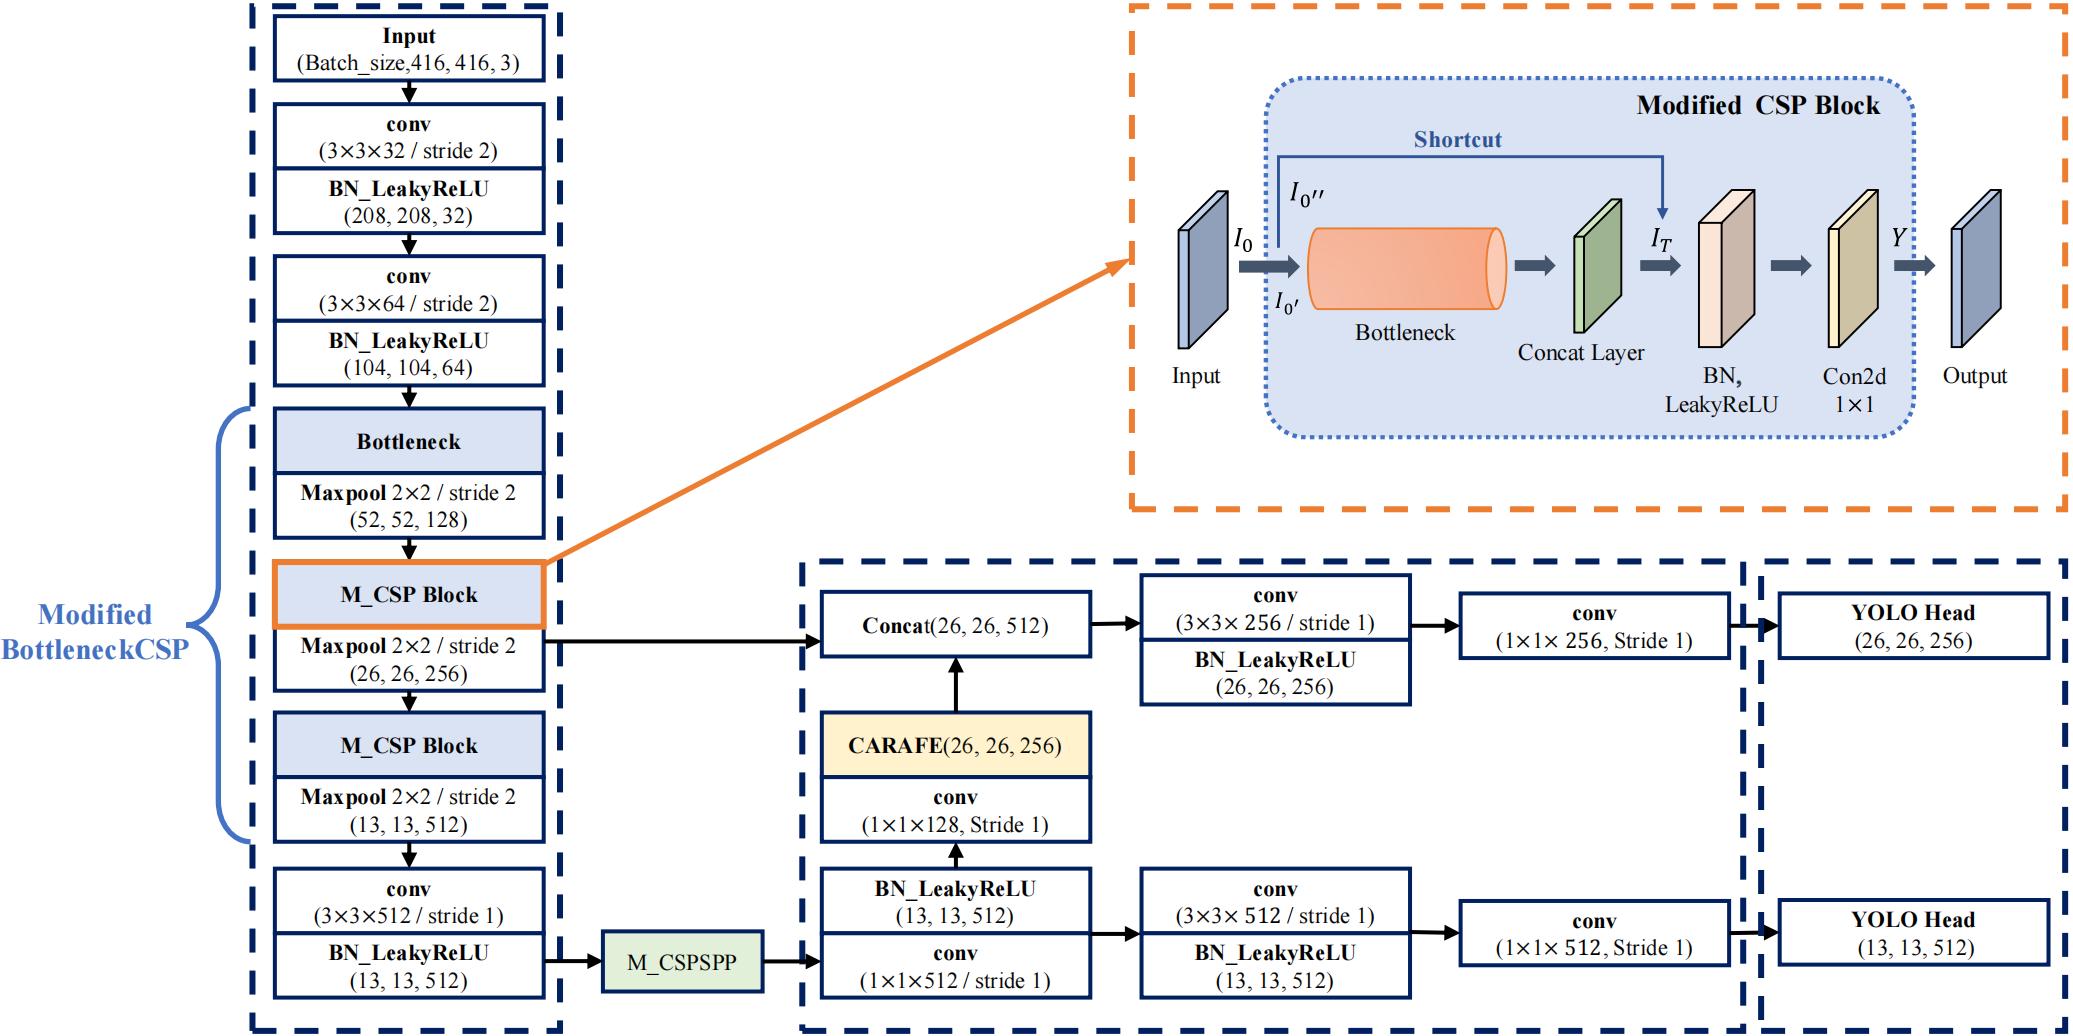 Input
(Batch_size,416, 416, 3)
conv
(3×3×32 / stride 2)
BN_LeakyReLU
(208, 208, 32)
conv
(3×3×64 / stride 2)
BN_LeakyReLU
(104, 104, 64)
Bottleneck
Maxpool 2×2 / stride 2
(52, 52, 128)
M_CSP Block
Maxpool 2×2 / stride 2
(26, 26, 256)
M_CSP Block
Maxpool 2×2 / stride 2
(13, 13, 512)
conv
(3×3×512 / stride 1)
BN_LeakyReLU
(13, 13, 512)
Modified
BottleneckCSP
M_CSPSPP
Modified CSP Block
Shortcut
I₀
I₀′′
I₀′
I_T
Y
Input
Bottleneck
Concat Layer
BN,
LeakyReLU
Con2d
1×1
Output
Concat(26, 26, 512)
CARAFE(26, 26, 256)
conv
(1×1×128, Stride 1)
BN_LeakyReLU
(13, 13, 512)
conv
(1×1×512 / stride 1)
conv
(3×3× 256 / stride 1)
BN_LeakyReLU
(26, 26, 256)
conv
(1×1× 256, Stride 1)
YOLO Head
(26, 26, 256)
conv
(3×3× 512 / stride 1)
BN_LeakyReLU
(13, 13, 512)
conv
(1×1× 512, Stride 1)
YOLO Head
(13, 13, 512)